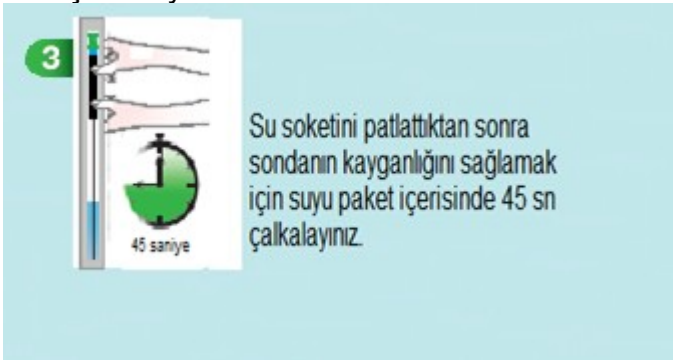 3
45 saniye
Su soketini patlattıktan sonra
sondanın kayganlığını sağlamak
için suyu paket içerisinde 45 sn
çalkalayınız.